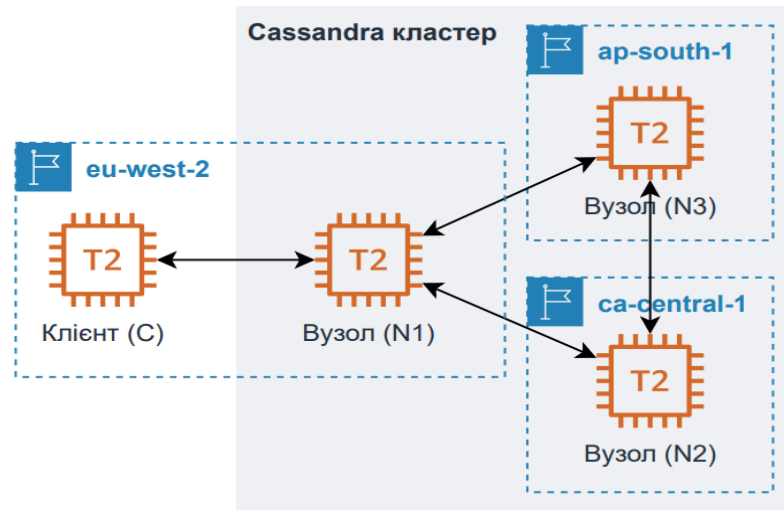 Cassandra кластер
ap-south-1
T2
Вузол (N3)
eu-west-2
T2
Клієнт (C)
T2
Вузол (N1)
ca-central-1
T2
Вузол (N2)